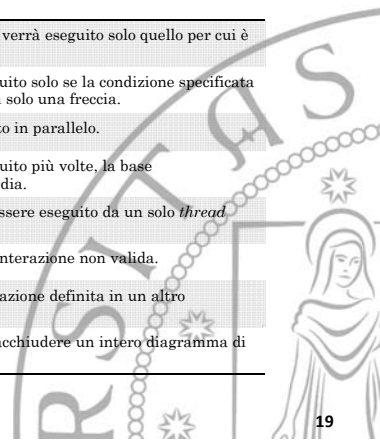 verrà eseguito solo quello per cui è
uito solo se la condizione specificata
solo una freccia.
to in parallelo.
uito più volte, la base
dia.
ssere eseguito da un solo thread
nterazione non valida.
azione definita in un altro
acchiudere un intero diagramma di
S
A
T
I
S
R
19